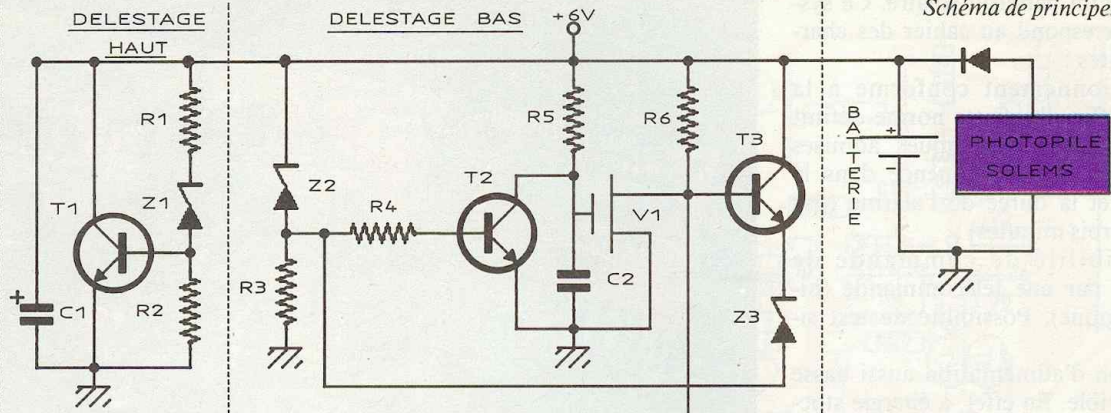 Schéma de principe
DELESTAGE
HAUT
DELESTAGE BAS
+6V
R1
R5
R6
T3
A
T
T
R
E
+
PHOTOPILE
SOLEMS
T1
Z1
Z2
T2
R4
V1
+
C1
R2
R3
C2
Z3